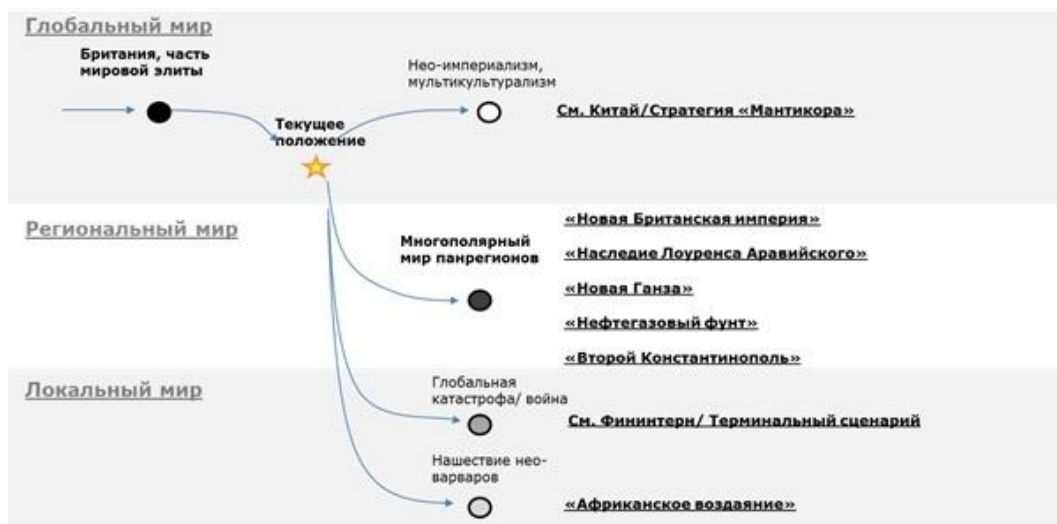 Глобальный мир
Британия, часть
мировой элиты
Нео-империализм,
мультикультурализм
См. Китай/Стратегия «Мантикора»
Текущее
положение
Региональный мир
Многополярный
мир панрегионов
«Новая Британская империя»
«Наследие Лоуренса Аравийского»
«Новая Ганза»
«Нефтегазовый фунт»
«Второй Константинополь»
Локальный мир
Глобальная
катастрофа/ война
См. Фининтерн/ Терминальный сценарий
Нашествие нео-
варваров
«Африканское воздаяние»